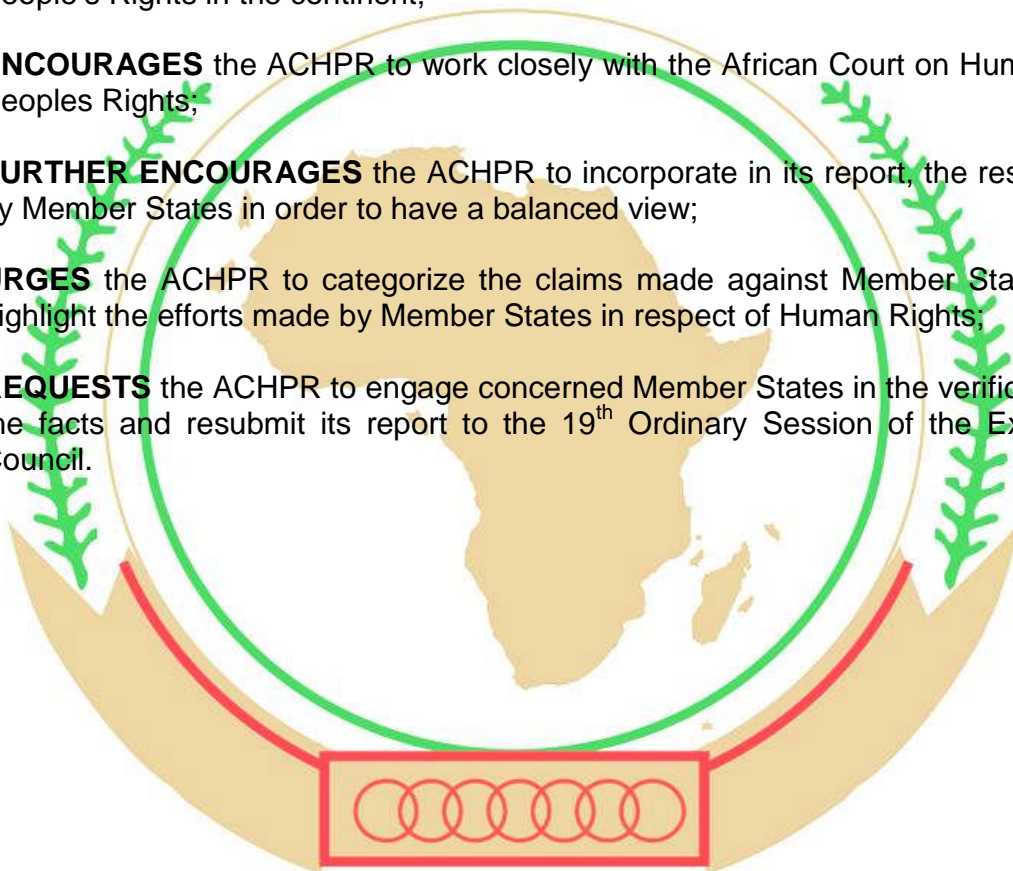 eople's Rights in the continent;
NCOURAGES the ACHPR to work closely with the African Court on Hum
eoples Rights;
URTHER ENCOURAGES the ACHPR to incorporate in its report, the res
y Member States in order to have a balanced view;
RGES the ACHPR to categorize the claims made against Member Sta
ighlight the efforts made by Member States in respect of Human Rights;
EQUESTS the ACHPR to engage concerned Member States in the verific
he facts and resubmit its report to the 19th Ordinary Session of the Ex
ouncil.